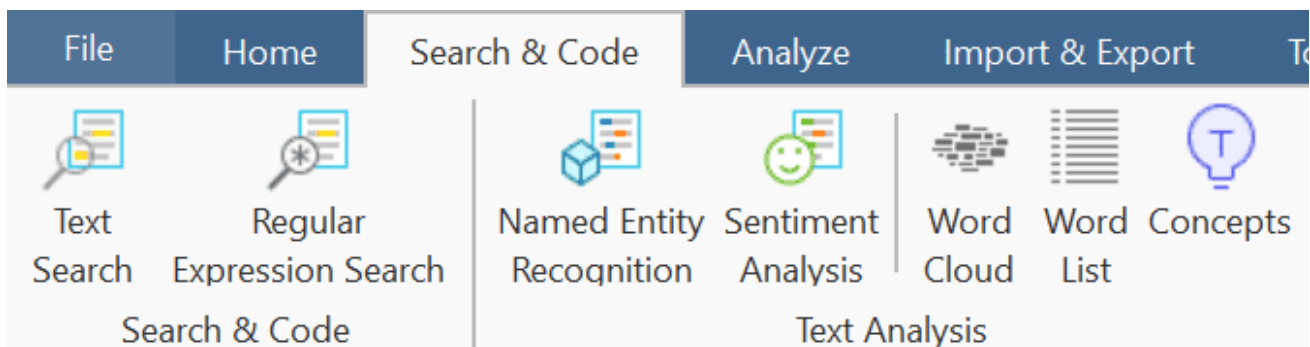 File Home Search & Code Analyze Import & Export
Text Regular Named Entity Sentiment Word Word Concepts
Search Expression Search Recognition Analysis Cloud List
Search & Code Text Analysis